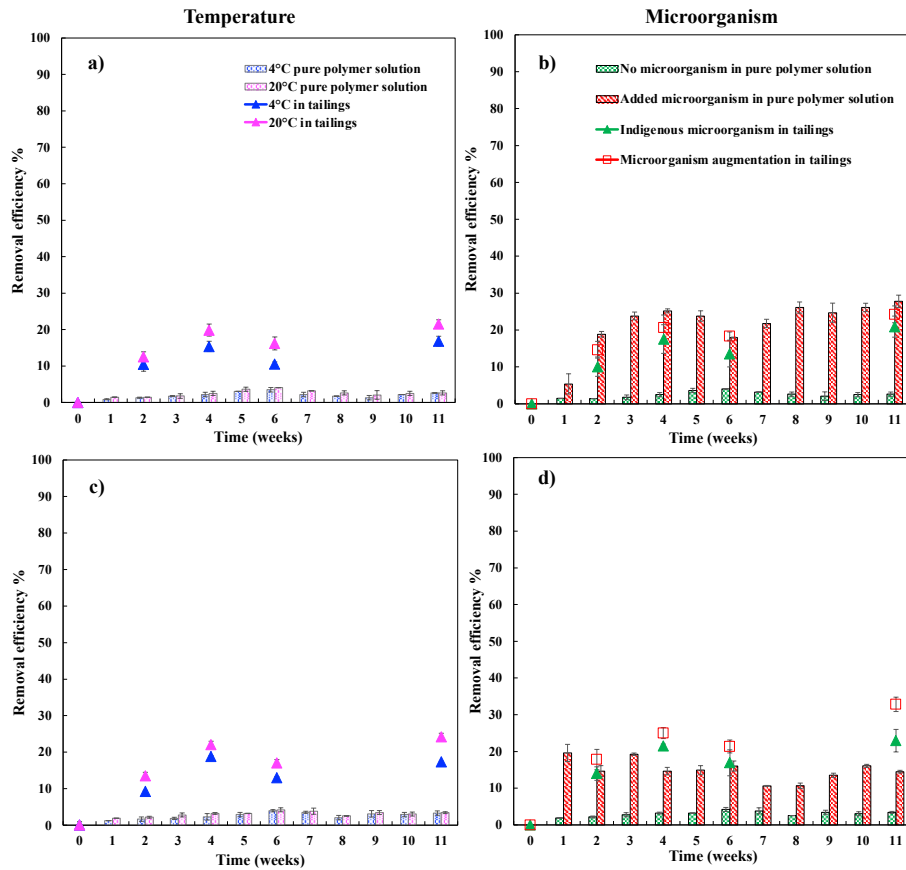 Temperature
Microorganism
100
90
80
70
60
50
40
30
20
10
0
Removal efficiency %
a)
4°C pure polymer solution
20°C pure polymer solution
4°C in tailings
20°C in tailings
0 1 2 3 4 5 6 7 8 9 10 11
Time (weeks)
100
90
80
70
60
50
40
30
20
10
0
Removal efficiency %
b)
No microorganism in pure polymer solution
Added microorganism in pure polymer solution
Indigenous microorganism in tailings
Microorganism augmentation in tailings
0 1 2 3 4 5 6 7 8 9 10 11
Time (weeks)
100
90
80
70
60
50
40
30
20
10
0
Removal efficiency %
c)
0 1 2 3 4 5 6 7 8 9 10 11
Time (weeks)
100
90
80
70
60
50
40
30
20
10
0
Removal efficiency %
d)
0 1 2 3 4 5 6 7 8 9 10 11
Time (weeks)